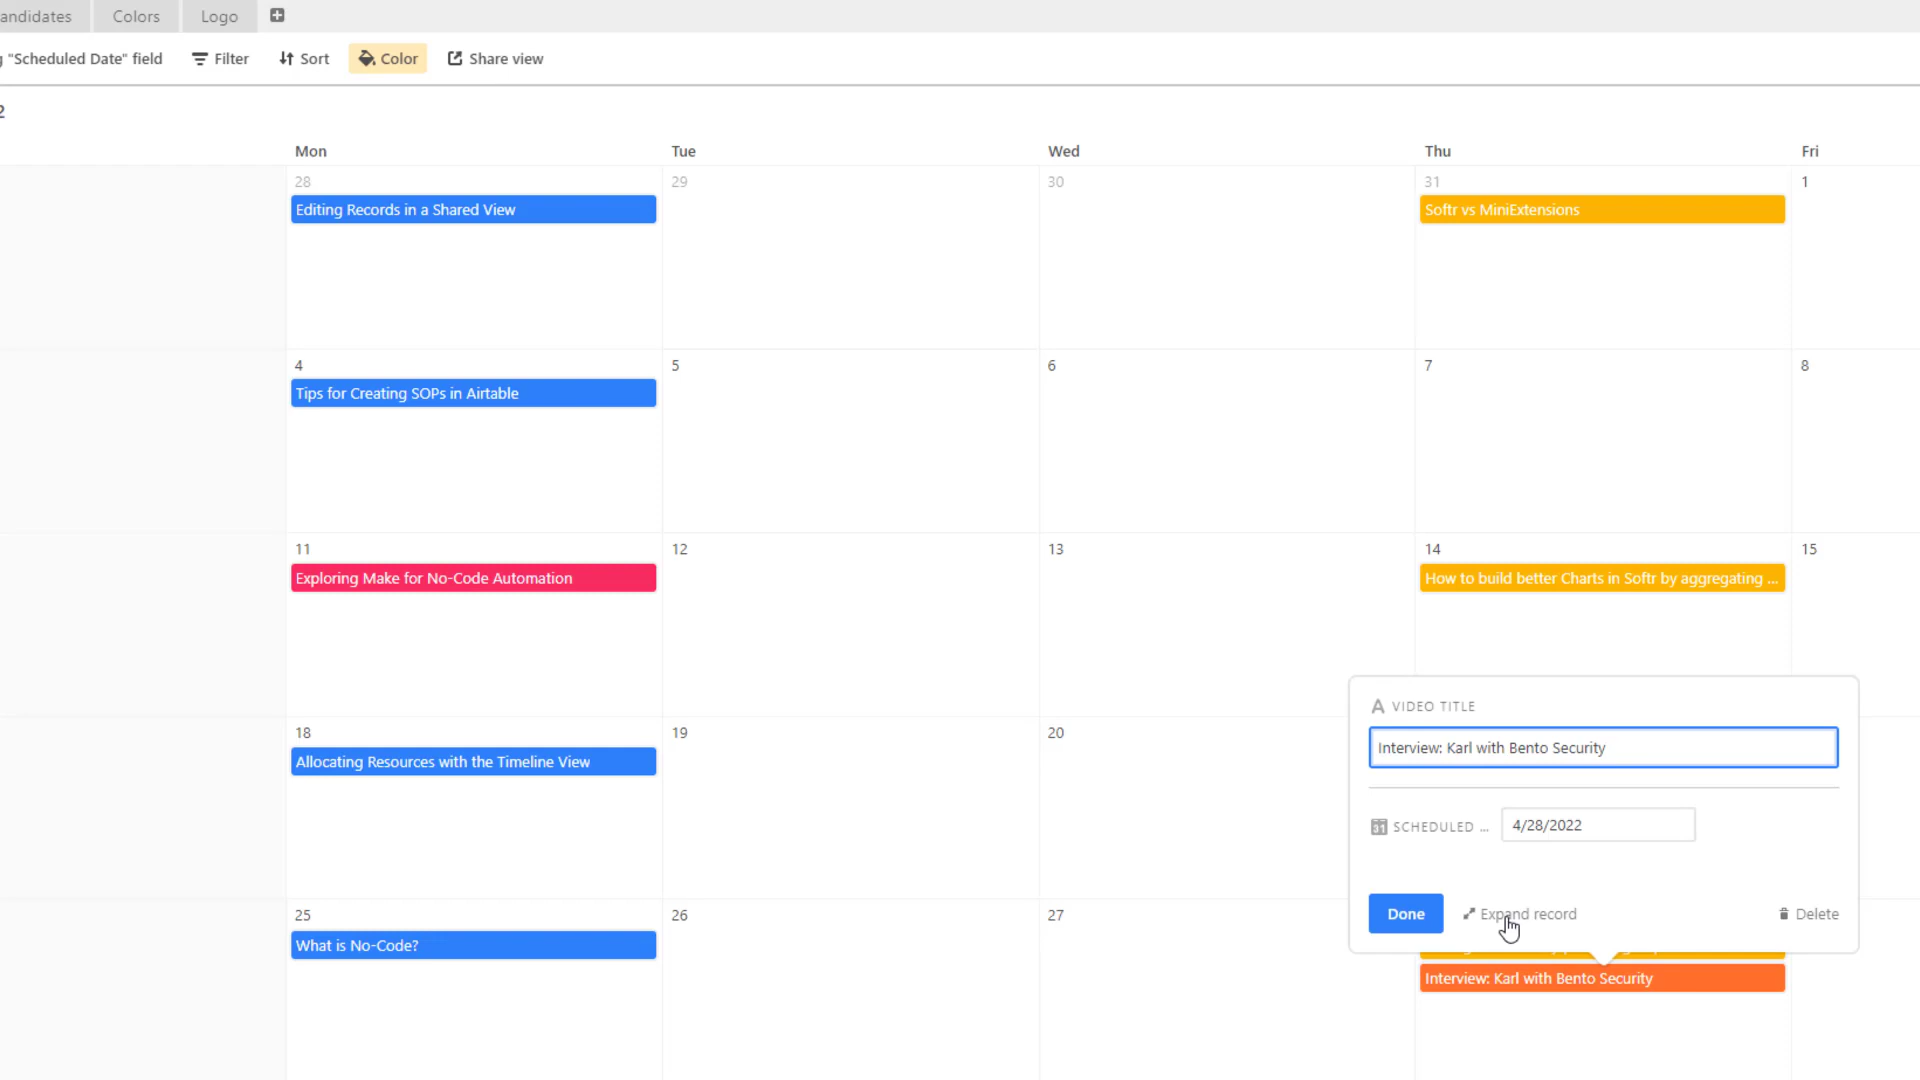 andidates Colors Logo
"Scheduled Date" field Filter Sort Color Share view
2
Mon Tue Wed Thu Fri
28 29 30 31 1
Editing Records in a Shared View Softr vs MiniExtensions
4 5 6 7 8
Tips for Creating SOPs in Airtable
11 12 13 14 15
Exploring Make for No-Code Automation How to build better Charts in Softr by aggregating ...
18 19 20
Allocating Resources with the Timeline View
A VIDEO TITLE
Interview: Karl with Bento Security
31 SCHEDULED ... 4/28/2022
Done Expand record Delete
25 26 27
What is No-Code?
Interview: Karl with Bento Security